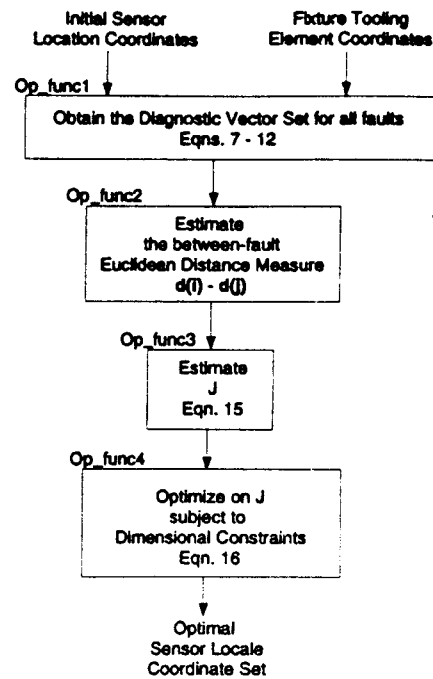 Initial Sensor
Location Coordinates
Fixture Tooling
Element Coordinates
Op_func1
Obtain the Diagnostic Vector Set for all faults
Eqns. 7 - 12
Op_func2
Estimate
the between-fault
Euclidean Distance Measure
d(i) - d(j)
Op_func3
Estimate
J
Eqn. 15
Op_func4
Optimize on J
subject to
Dimensional Constraints
Eqn. 16
Optimal
Sensor Locale
Coordinate Set